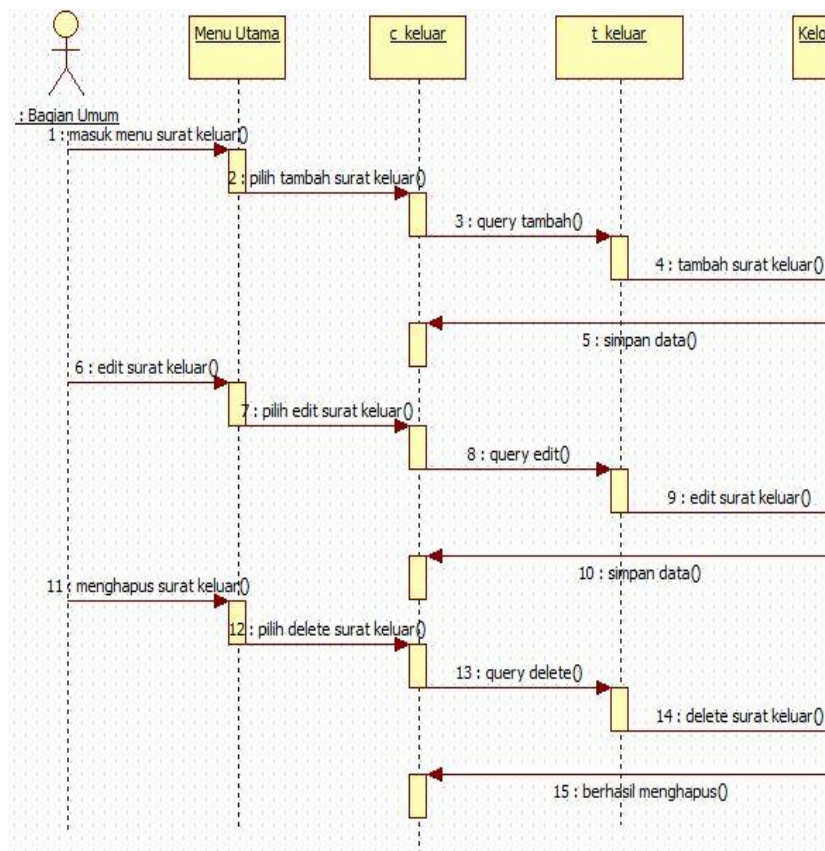 Menu Utama
c_keluar
t_keluar
: Bagian Umum
1 : masuk menu surat keluar()
2 : pilih tambah surat keluar()
3 : query tambah()
4 : tambah surat keluar()
5 : simpan data()
6 : edit surat keluar()
7 : pilih edit surat keluar()
8 : query edit()
9 : edit surat keluar()
10 : simpan data()
11 : menghapus surat keluar()
12 : pilih delete surat keluar()
13 : query delete()
14 : delete surat keluar()
15 : berhasil menghapus()